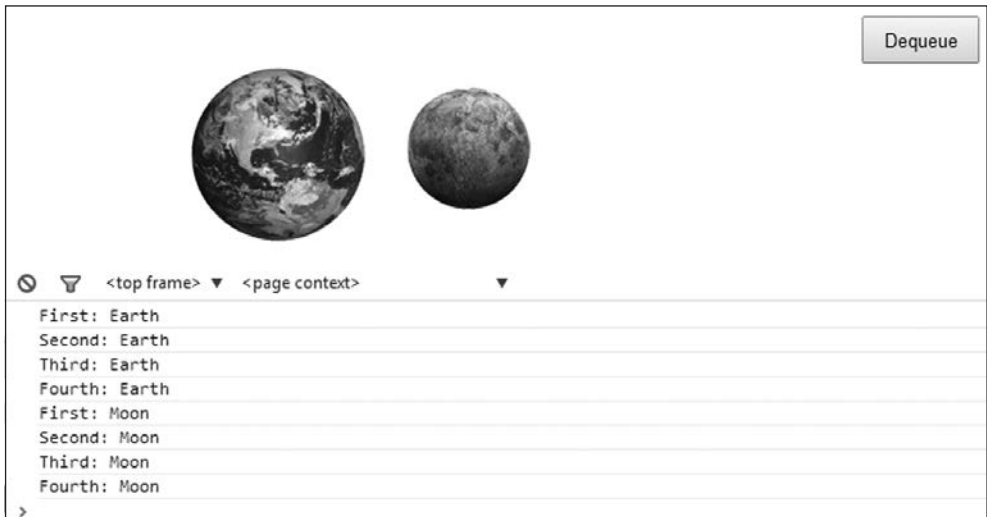 Dequeue
<top frame> ▼ <page context> ▼
First: Earth
Second: Earth
Third: Earth
Fourth: Earth
First: Moon
Second: Moon
Third: Moon
Fourth: Moon
>